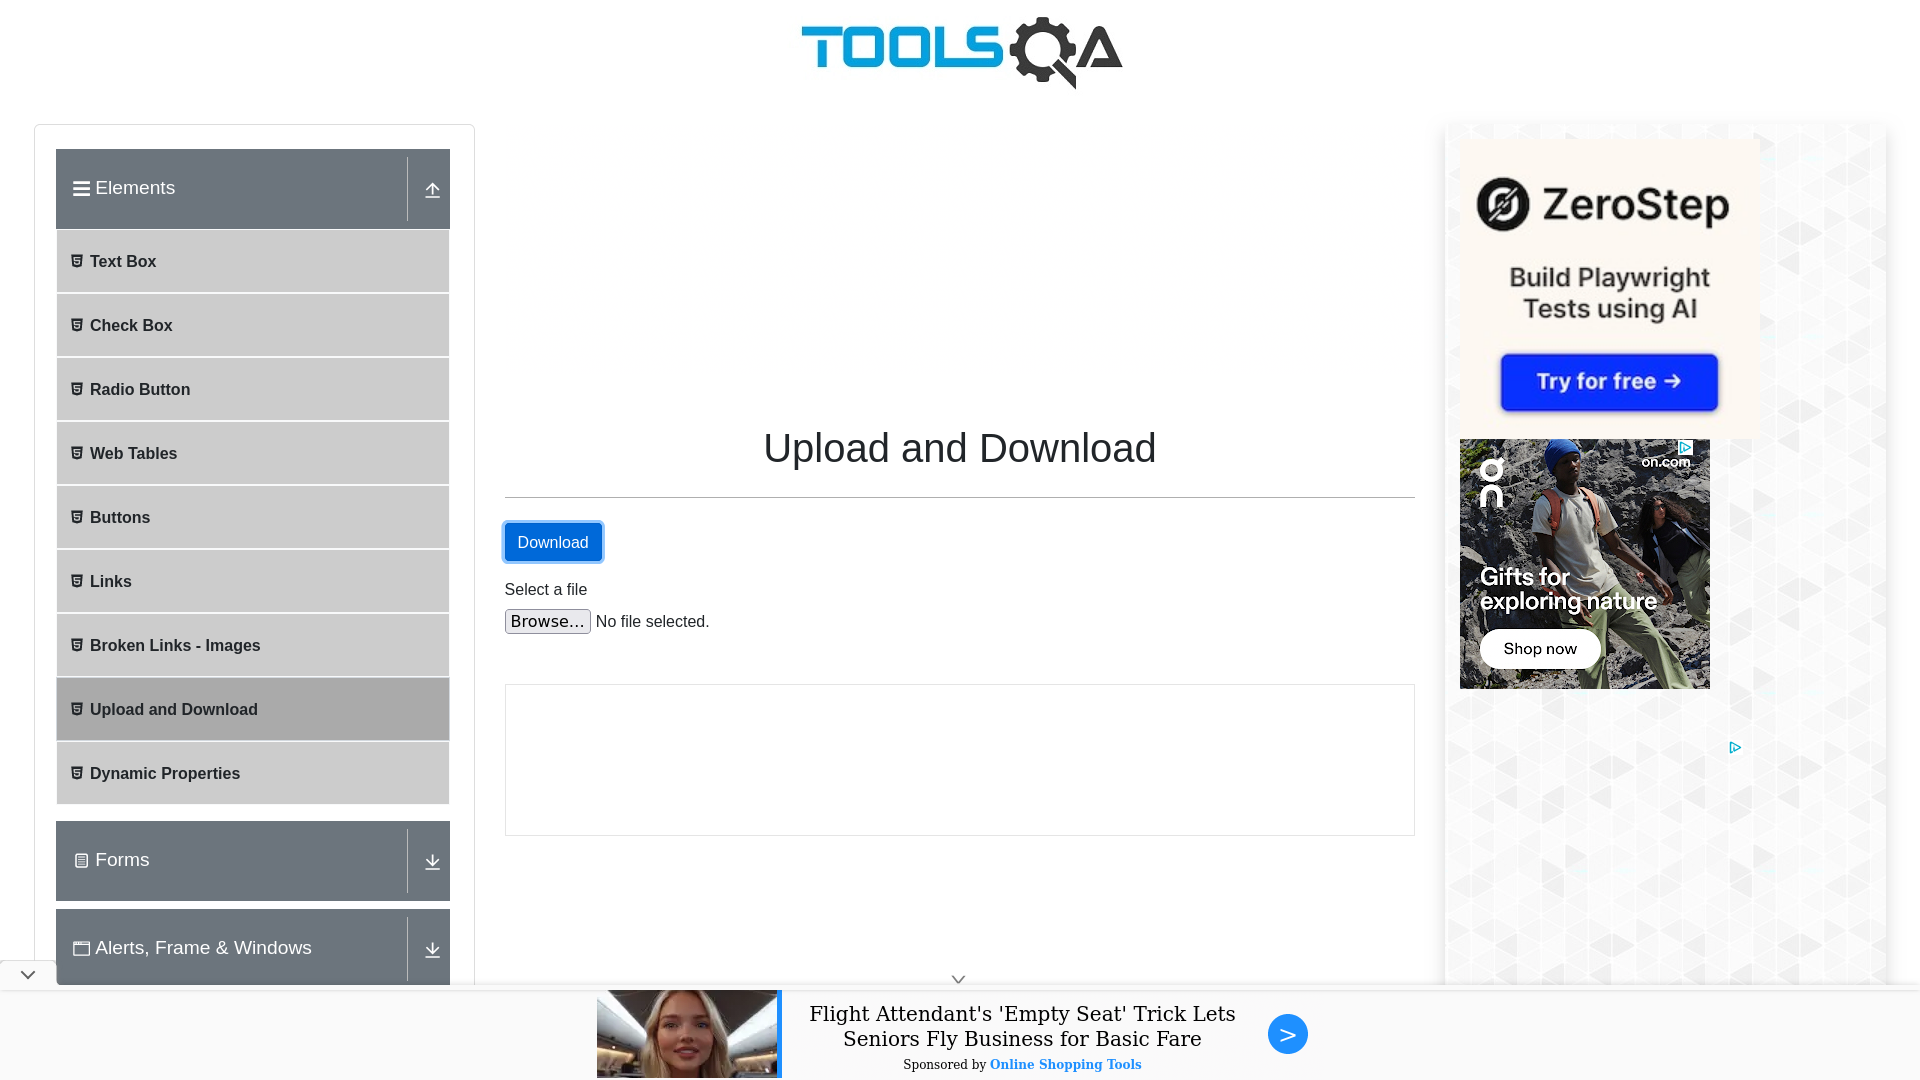 TOOLSQA
Elements
Text Box
Check Box
Radio Button
Web Tables
Buttons
Links
Broken Links - Images
Upload and Download
Dynamic Properties
Forms
Alerts, Frame & Windows
Upload and Download
Download
Select a file
Browse... No file selected.
ZeroStep
Build Playwright
Tests using AI
Try for free →
on
on.com
Gifts for
exploring nature
Shop now
Flight Attendant's 'Empty Seat' Trick Lets
Seniors Fly Business for Basic Fare
Sponsored by Online Shopping Tools